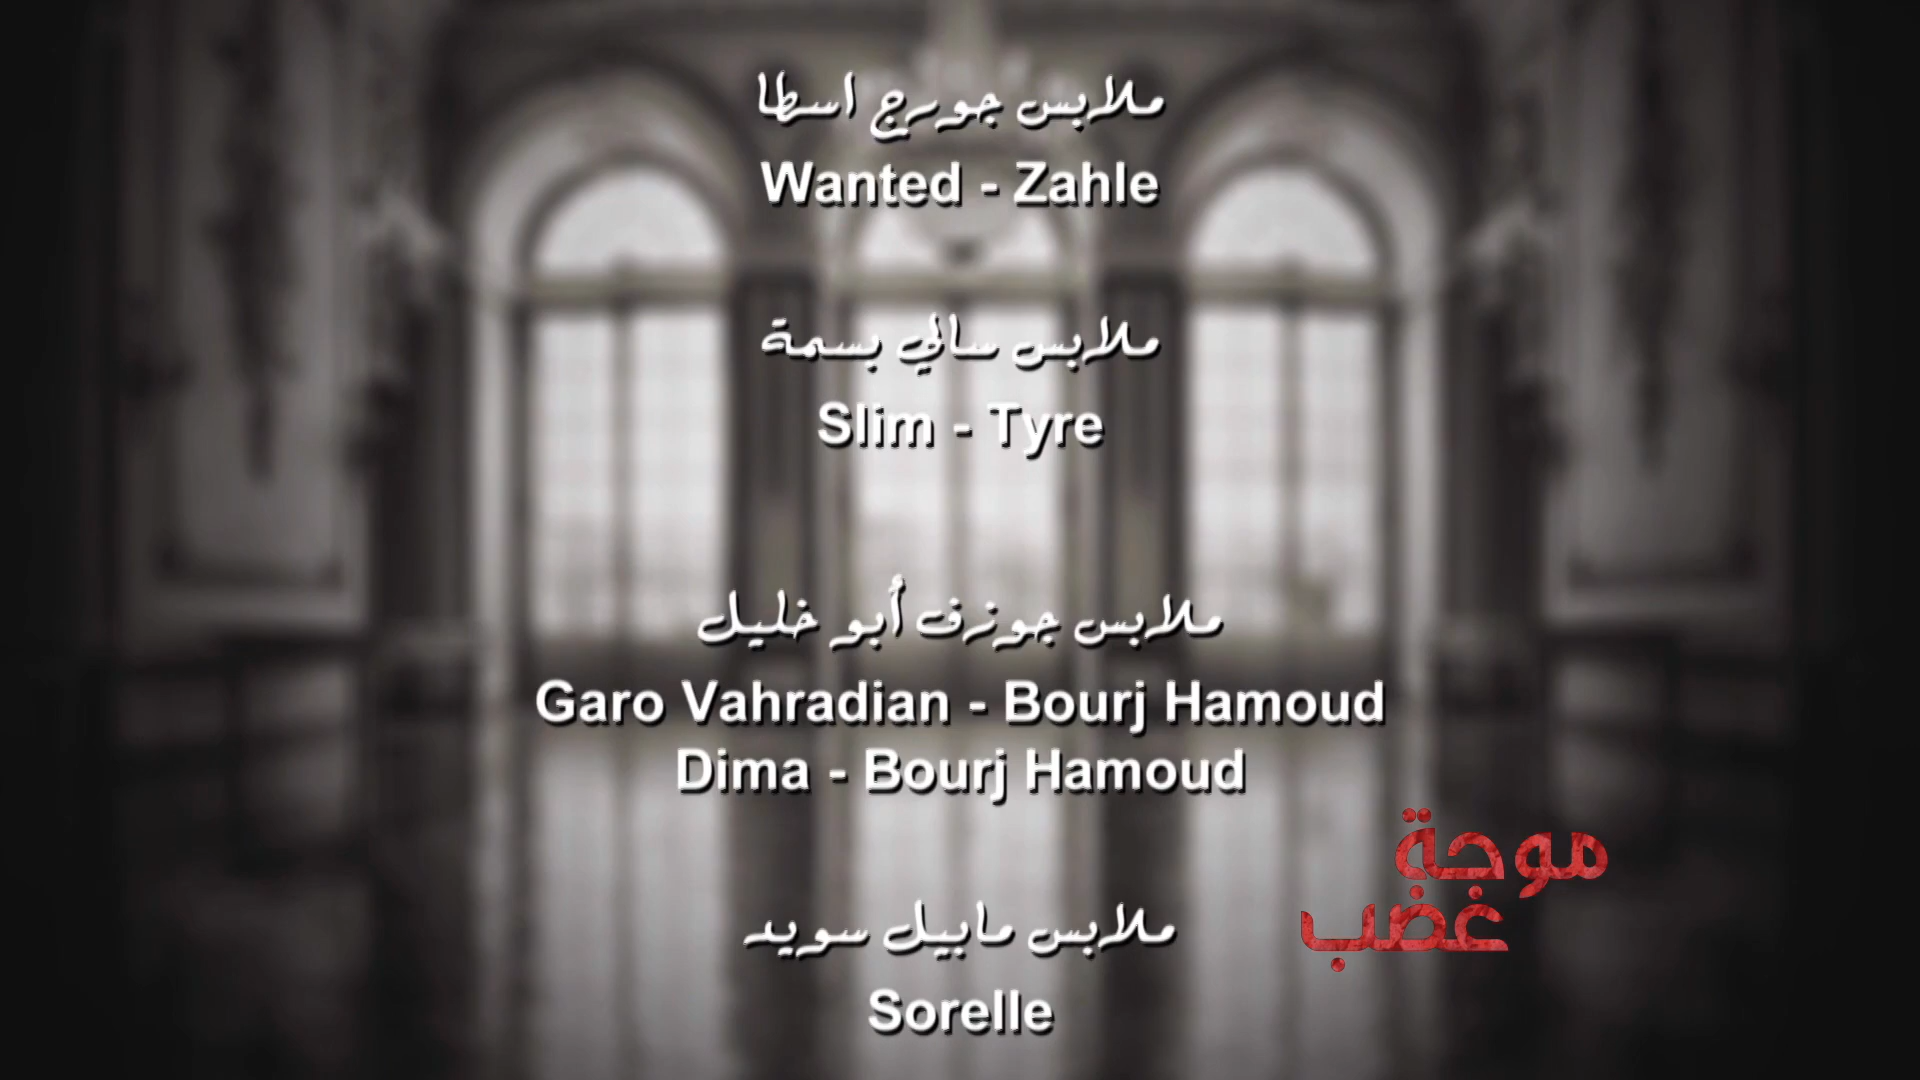 ملابس جورج اسطا
Wanted - Zahle
ملابس سالي بسمة
Slim - Tyre
ملابس جوزف أبو خليل
Garo Vahradian - Bourj Hamoud
Dima - Bourj Hamoud
موجة
غضب
ملابس مابيل سويد
Sorelle